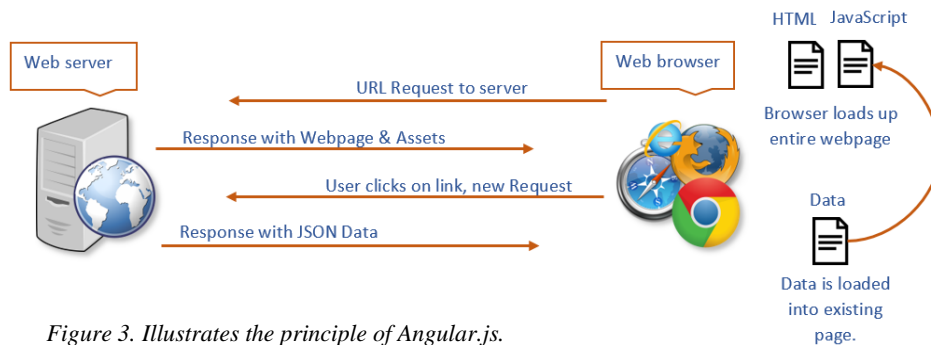 HTML
JavaScript
Web server
Web browser
URL Request to server
Browser loads up
entire webpage
Response with Webpage & Assets
User clicks on link, new Request
Data
Response with JSON Data
Data is loaded
into existing
page.
Figure 3. Illustrates the principle of Angular.js.